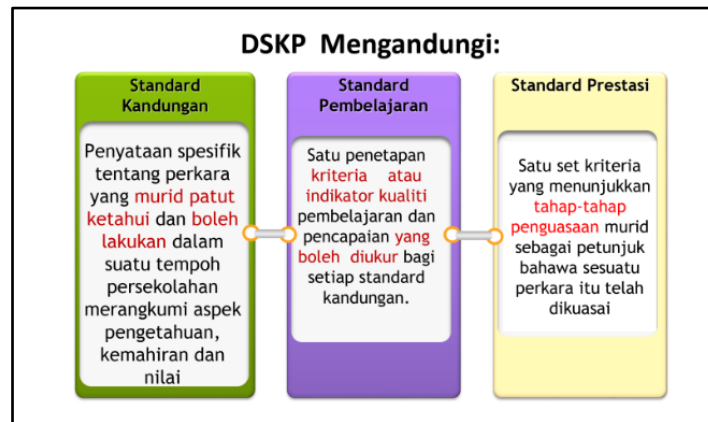 DSKP Mengandungi:
Standard
Kandungan
Penyataan spesifik
tentang perkara
yang murid patut
ketahui dan boleh
lakukan dalam
suatu tempoh
persekolahan
merangkumi aspek
pengetahuan,
kemahiran dan
nilai
Standard
Pembelajaran
Satu penetapan
kriteria atau
indikator kualiti
pembelajaran dan
pencapaian yang
boleh diukur bagi
setiap standard
kandungan.
Standard Prestasi
Satu set kriteria
yang menunjukkan
tahap-tahap
penguasaan murid
sebagai petunjuk
bahawa sesuatu
perkara itu telah
dikuasai